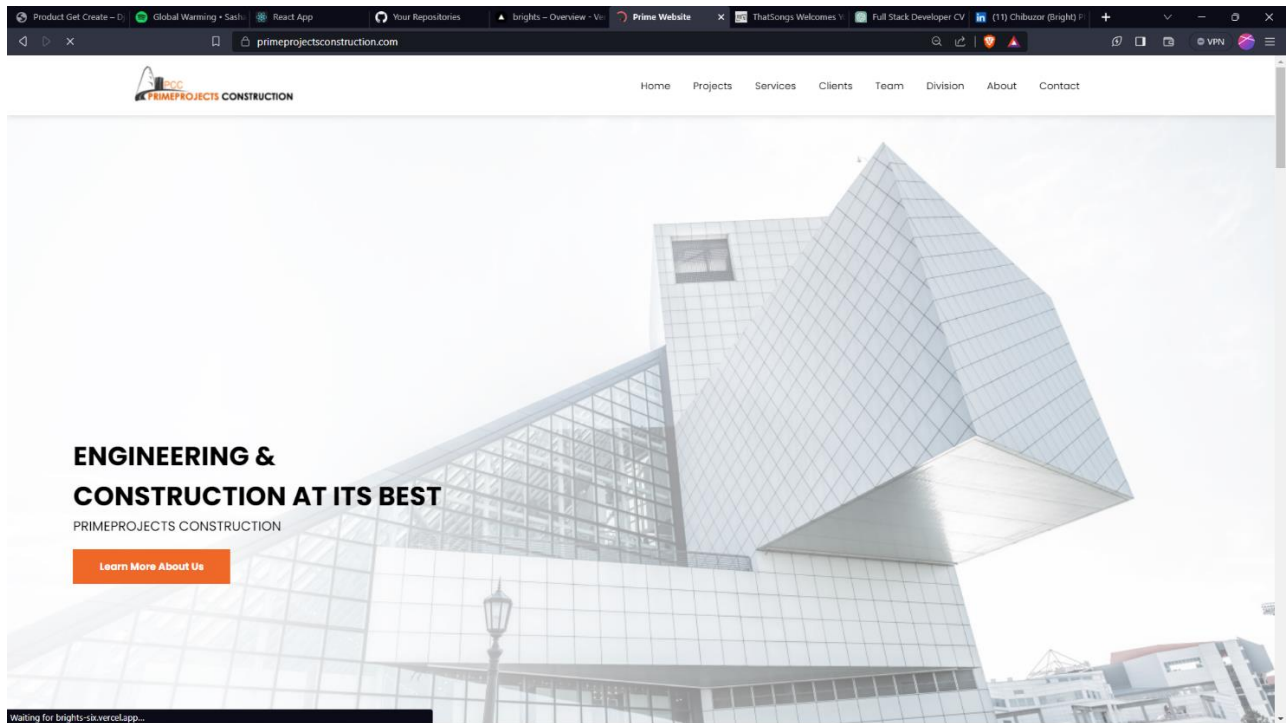 Product Get Create – Dj
Global Warming • Sasha
React App
Your Repositories
brights – Overview - Ver
Prime Website
ThatSongs Welcomes Y
Full Stack Developer CV
(11) Chibuzor (Bright) P
primeprojectsconstruction.com
VPN
PCC
PRIMEPROJECTS CONSTRUCTION
Home Projects Services Clients Team Division About Contact
ENGINEERING &
CONSTRUCTION AT ITS BEST
PRIMEPROJECTS CONSTRUCTION
Learn More About Us
Waiting for brights-six.vercel.app...